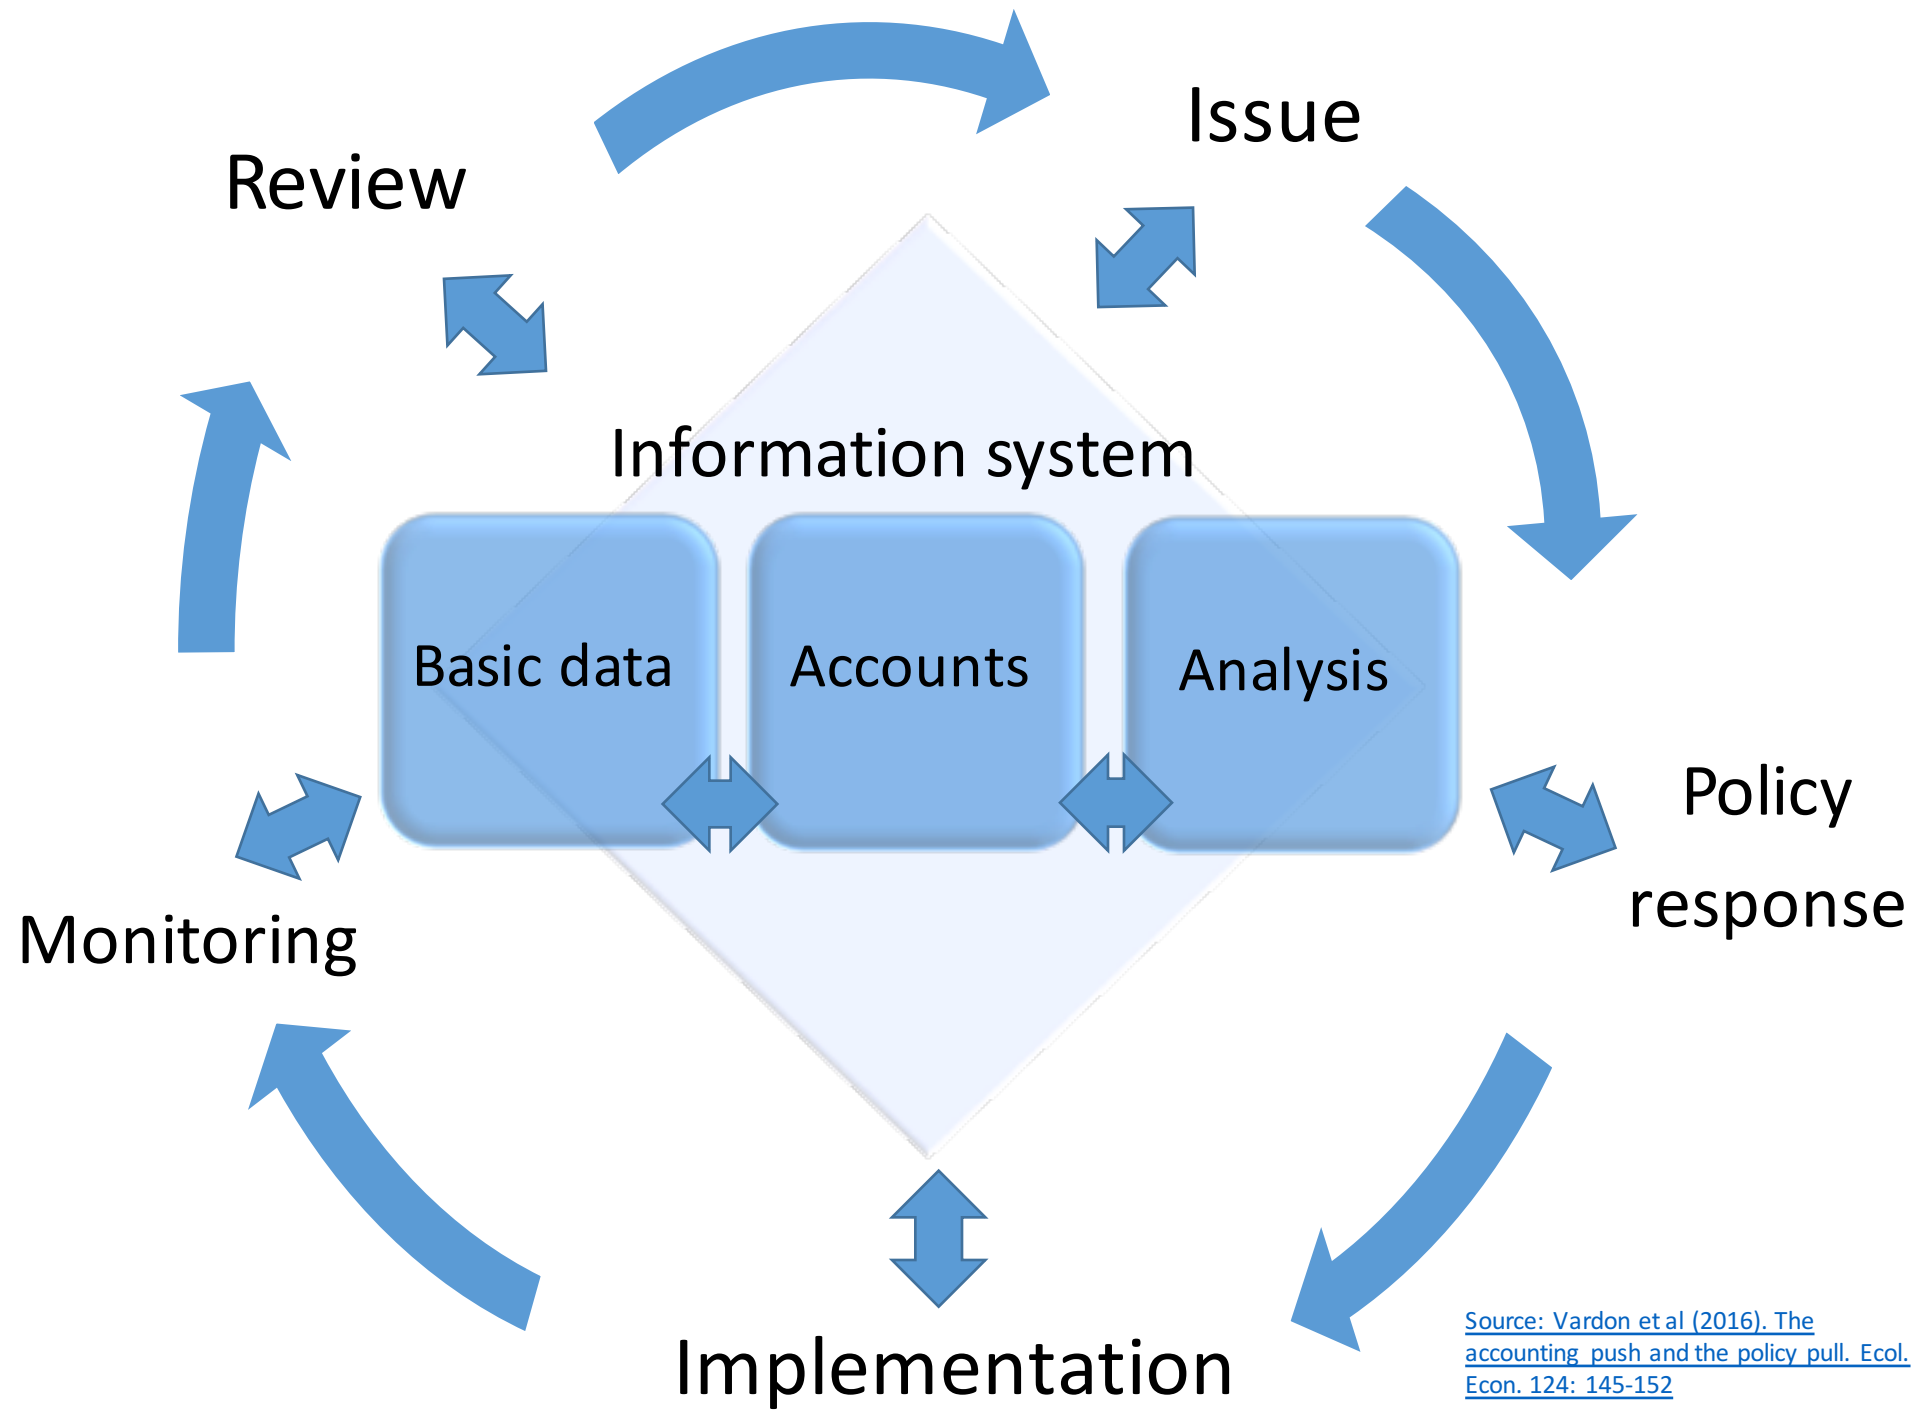 Issue
Review
Information system
Basic data
Accounts
Analysis
Policy
response
Monitoring
Implementation
Source: Vardon et al (2016). The
accounting push and the policy pull. Ecol.
Econ. 124: 145-152